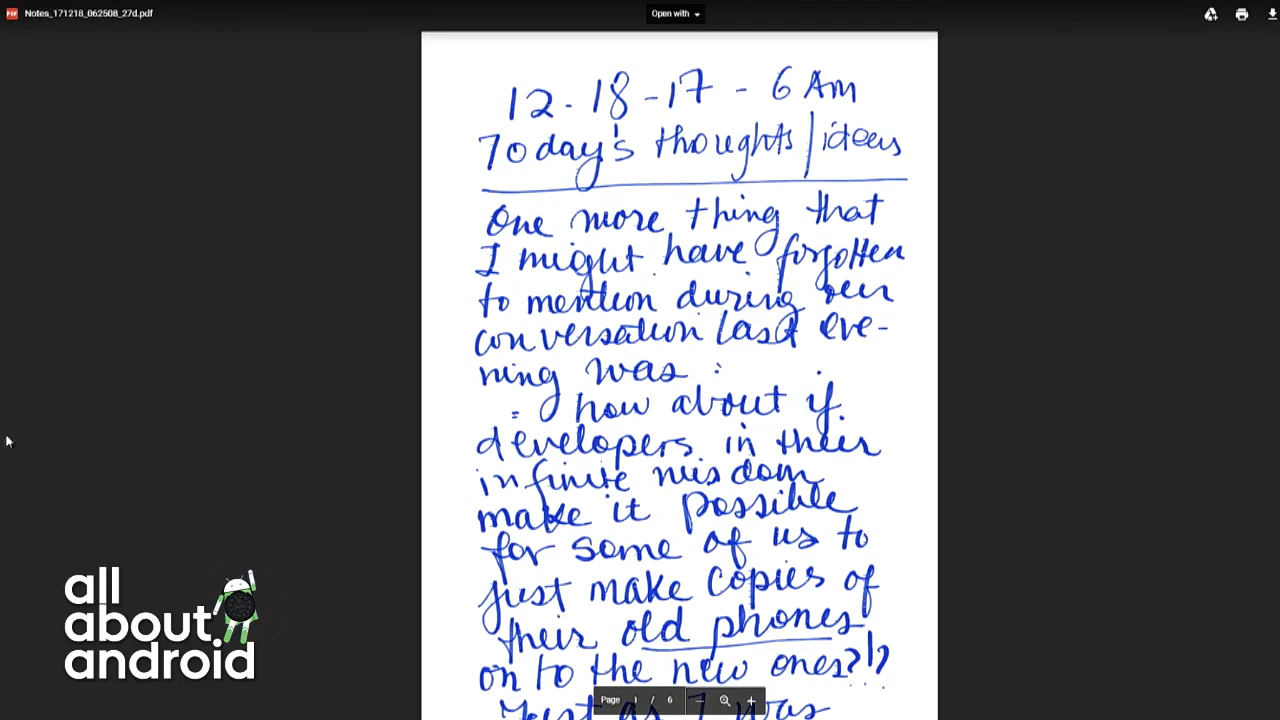 Notes_171218_062508_27d.pdf
Open with
12-18-17 - 6 Am
Today's thoughts / ideas
One more thing that
I might have forgotten
to mention during our
conversation last eve-
ning was :
= how about if
developers in their
infinite wisdom
make it possible
for some of us to
just make copies of
their old phones
on to the new ones?!?
Just as I was
Page 1 / 6
all
about
android